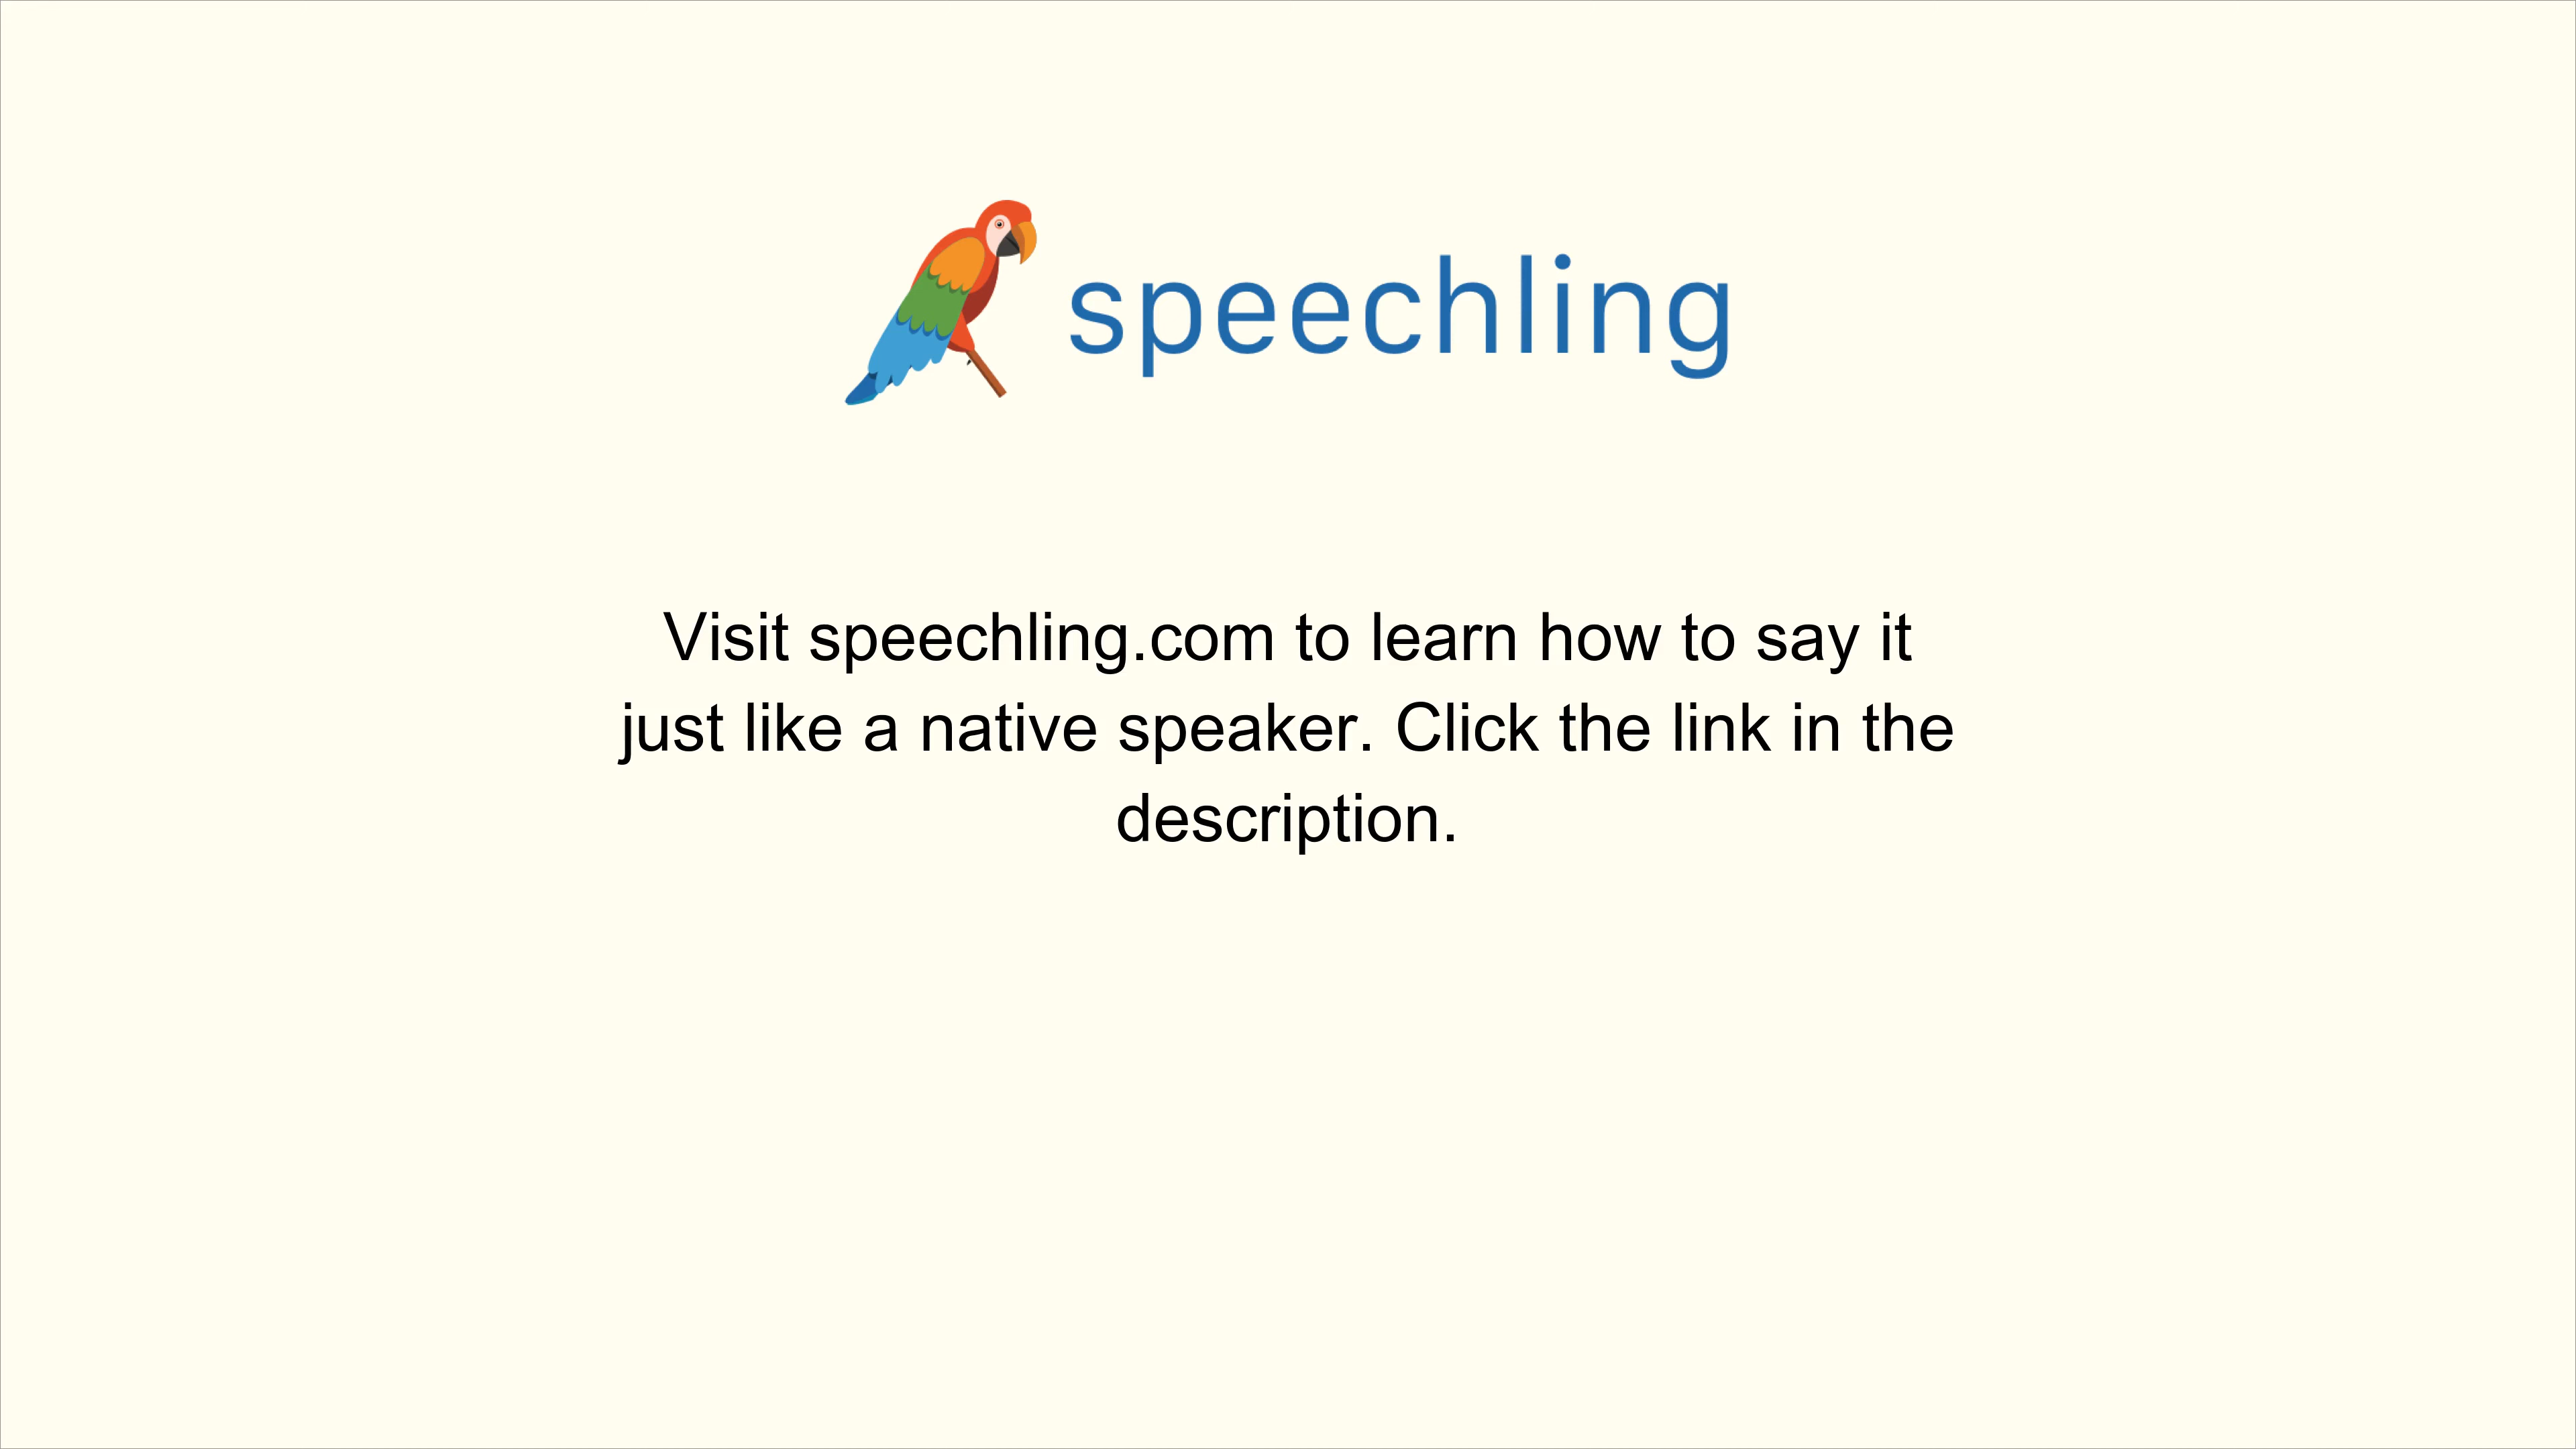 speechling
Visit speechling.com to learn how to say it
just like a native speaker. Click the link in the
description.